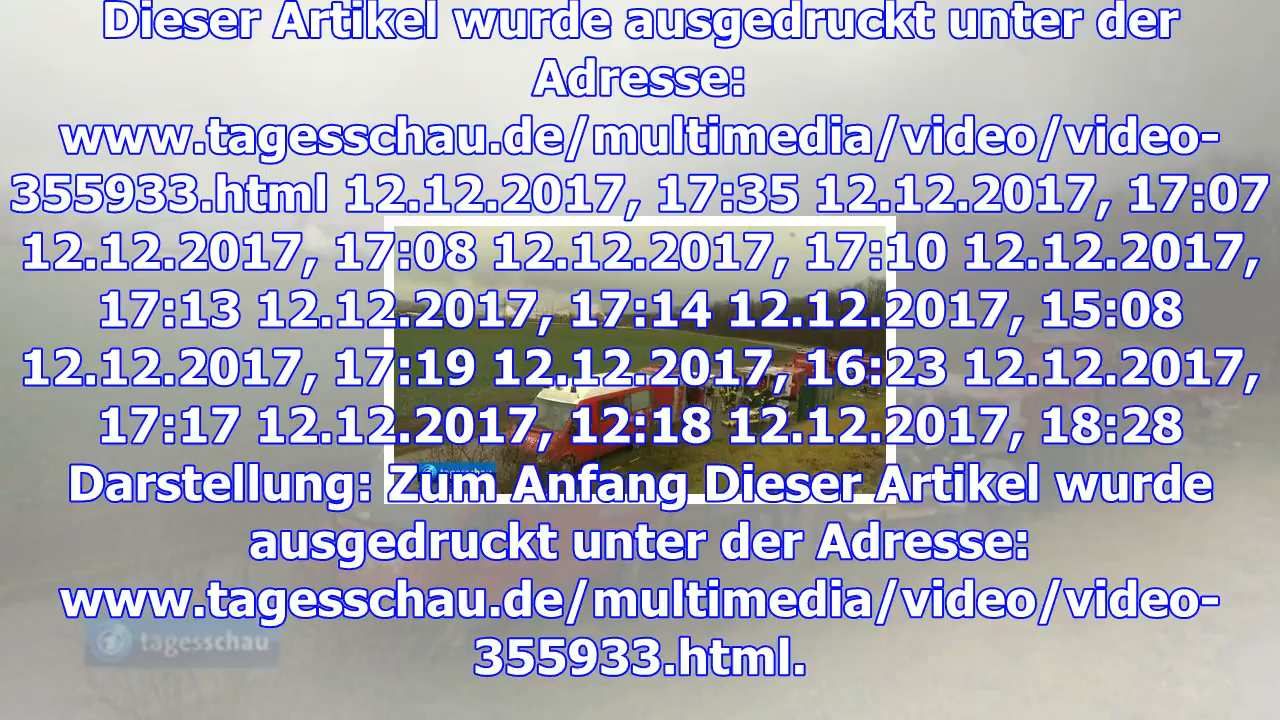 Dieser Artikel wurde ausgedruckt unter der
Adresse:
www.tagesschau.de/multimedia/video/video-
355933.html 12.12.2017, 17:35 12.12.2017, 17:07
12.12.2017, 17:08 12.12.2017, 17:10 12.12.2017,
17:13 12.12.2017, 17:14 12.12.2017, 15:08
12.12.2017, 17:19 12.12.2017, 16:23 12.12.2017,
17:17 12.12.2017, 12:18 12.12.2017, 18:28
tagesschau
Darstellung: Zum Anfang Dieser Artikel wurde
ausgedruckt unter der Adresse:
www.tagesschau.de/multimedia/video/video-
tagesschau
355933.html.